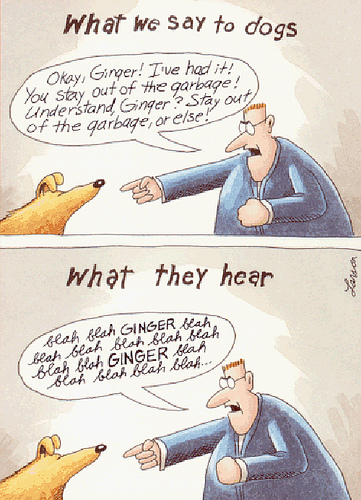 What we say to dogs
Okay, Ginger! I've had it!
You stay out of the garbage!
Understand, Ginger? Stay out
of the garbage, or else!
What they hear
blah blah GINGER blah
blah blah blah blah blah
blah blah GINGER blah
blah blah blah blah...
Larson